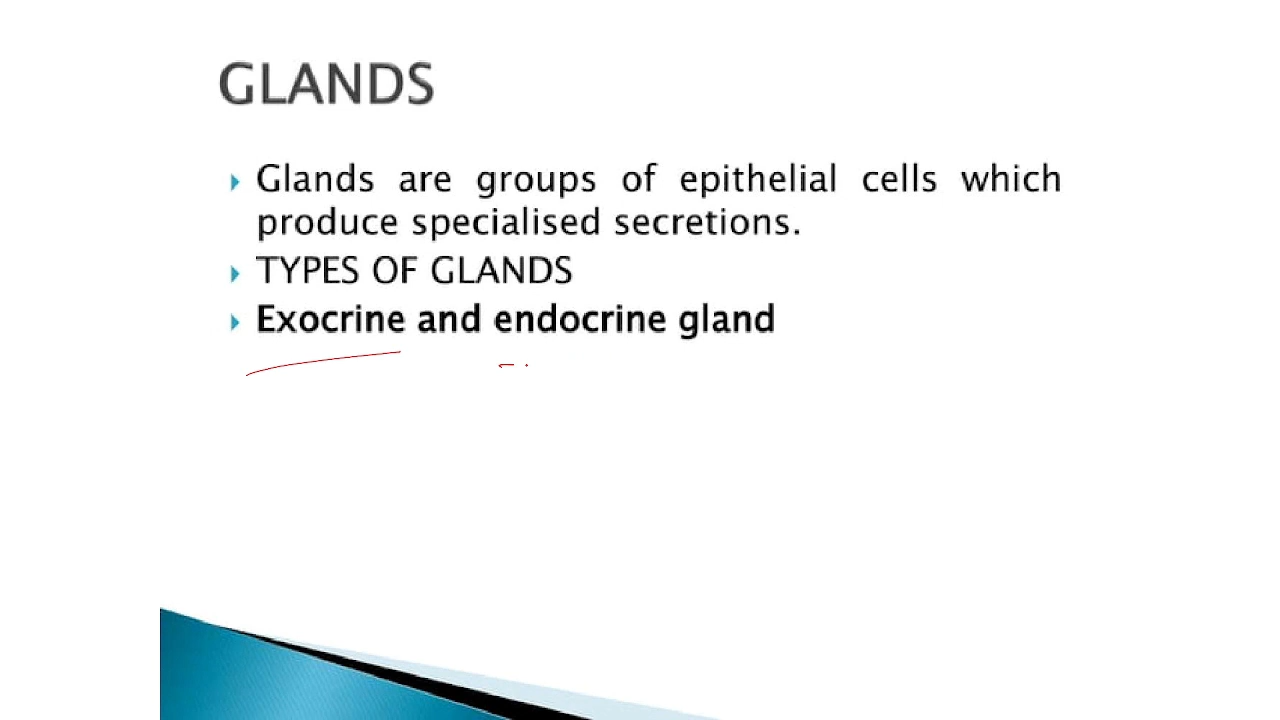 GLANDS
Glands are groups of epithelial cells which
produce specialised secretions.
TYPES OF GLANDS
Exocrine and endocrine gland